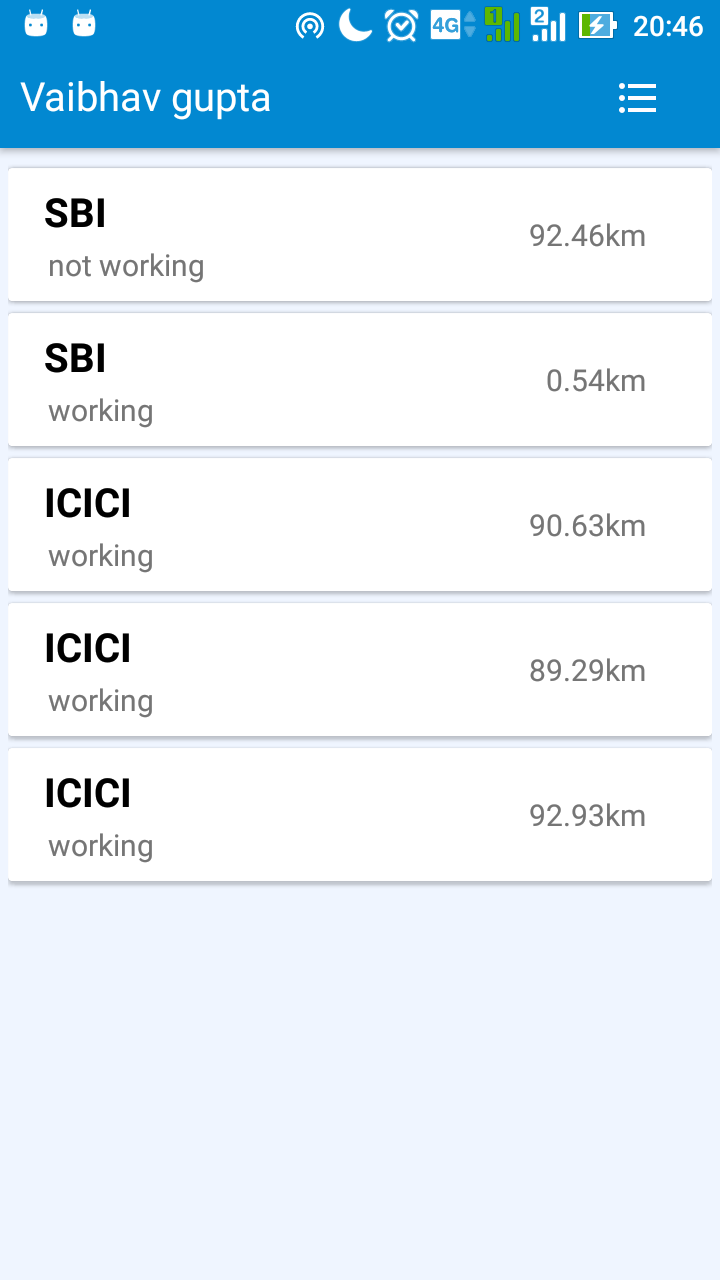 4G 1 2 20:46
Vaibhav gupta
SBI
92.46km
not working
SBI
0.54km
working
ICICI
90.63km
working
ICICI
89.29km
working
ICICI
92.93km
working